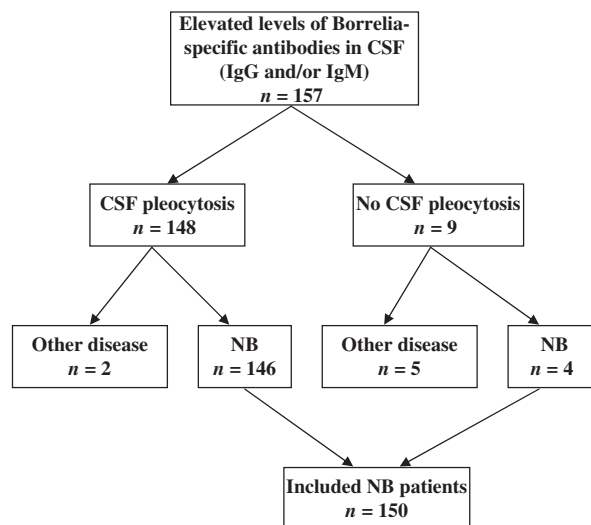 Elevated levels of Borrelia-
specific antibodies in CSF
(IgG and/or IgM)
n = 157
CSF pleocytosis
n = 148
No CSF pleocytosis
n = 9
Other disease
n = 2
NB
n = 146
Other disease
n = 5
NB
n = 4
Included NB patients
n = 150